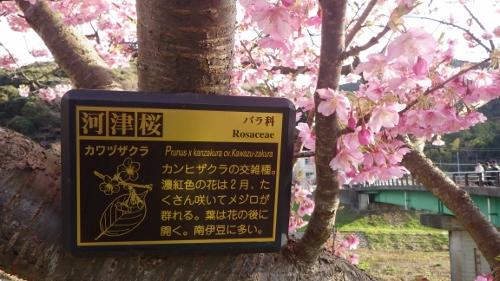 河津桜
バラ科
Rosaceae
カワヅザクラ
Prunus x kanzakura cv. Kawazu-zakura
カンヒザクラの交雑種。
濃紅色の花は2月、た
くさん咲いてメジロが
群れる。葉は花の後に
開く。南伊豆に多い。